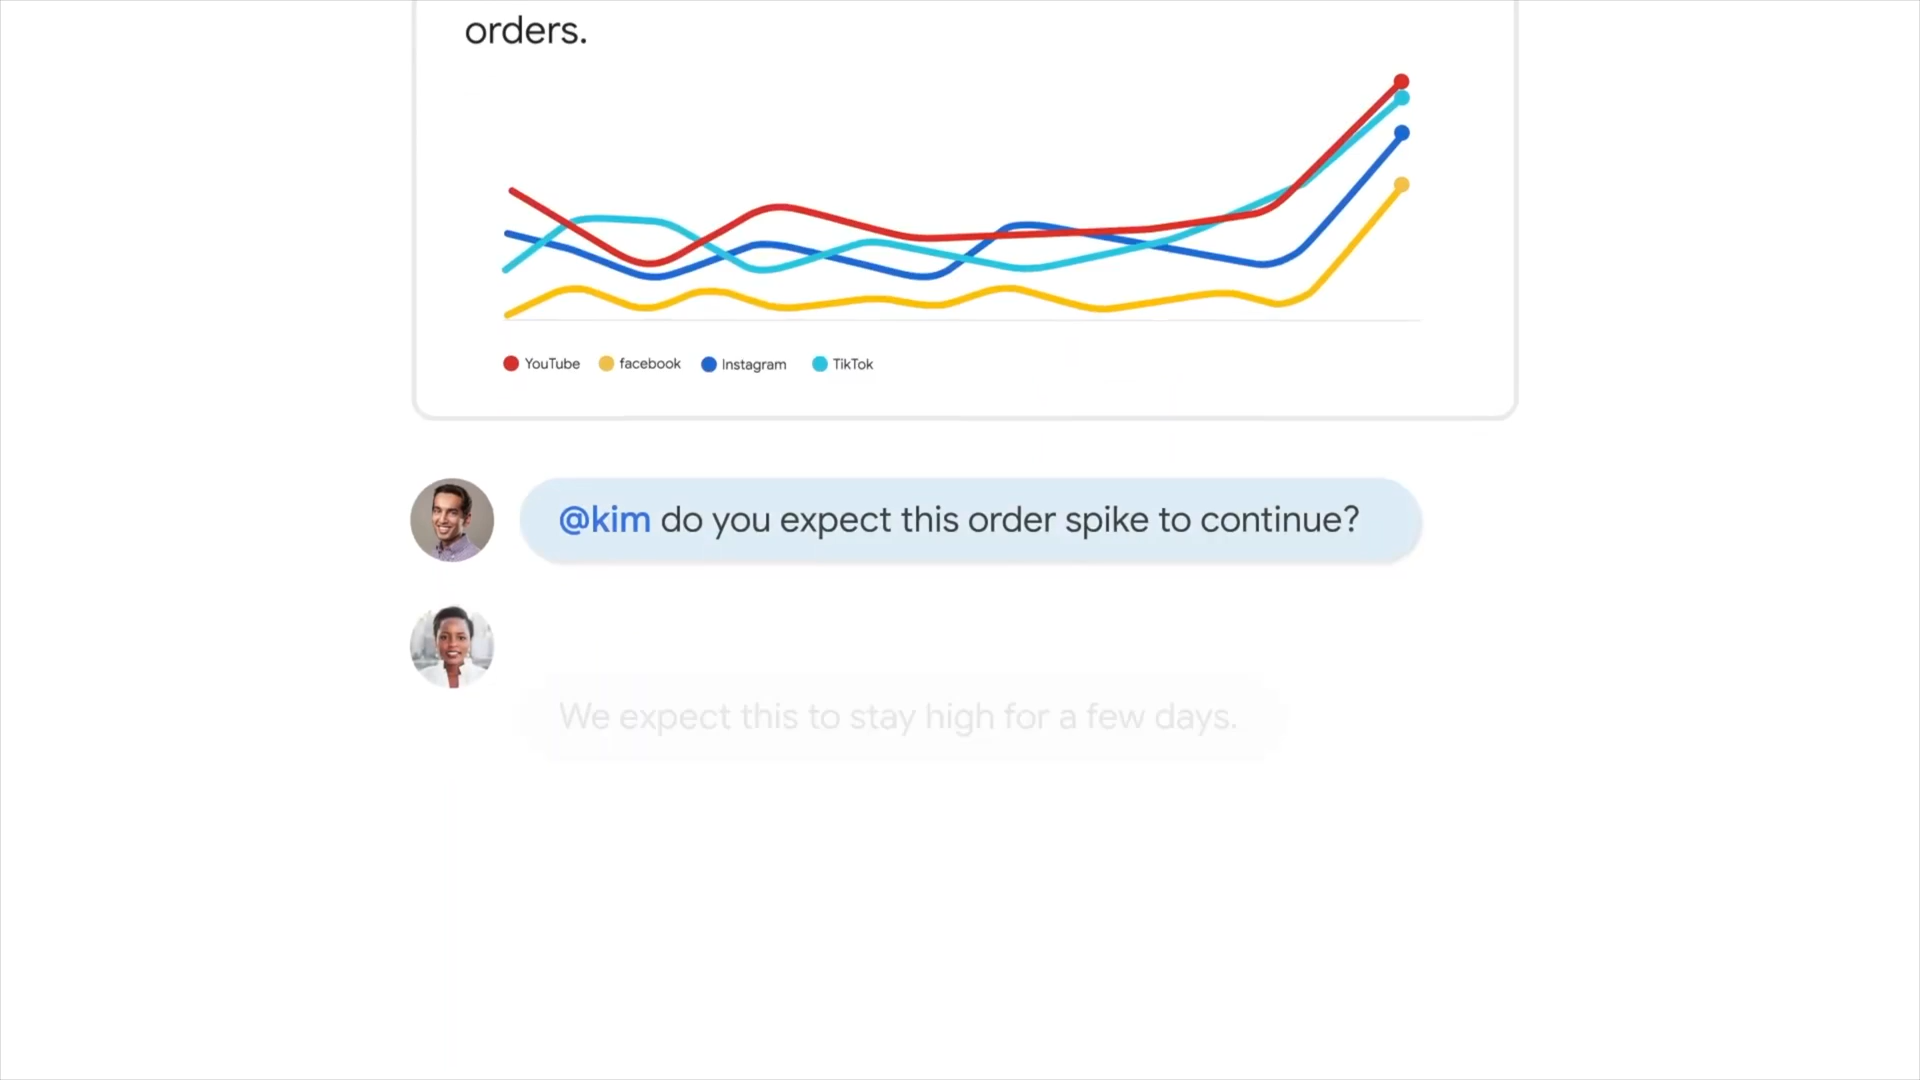 orders.
YouTube facebook Instagram TikTok
@kim do you expect this order spike to continue?
We expect this to stay high for a few days.